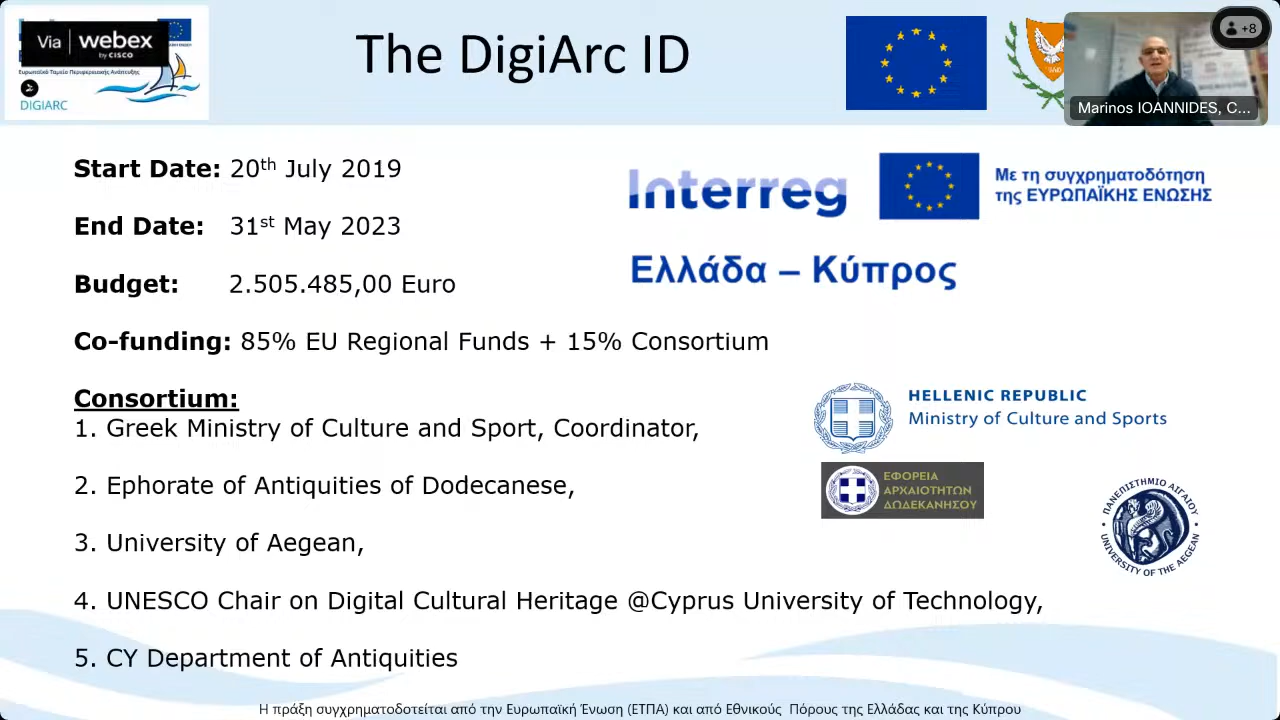 Via webex
by CISCO
Ευρωπαϊκό Ταμείο Περιφερειακής Ανάπτυξης
DIGIARC
The DigiArc ID
+8
Marinos IOANNIDES, C...
Start Date: 20th July 2019
Interreg
Με τη συγχρηματοδότηση
της ΕΥΡΩΠΑΪΚΗΣ ΕΝΩΣΗΣ
End Date: 31st May 2023
Ελλάδα – Κύπρος
Budget: 2.505.485,00 Euro
Co-funding: 85% EU Regional Funds + 15% Consortium
Consortium:
HELLENIC REPUBLIC
Ministry of Culture and Sports
1. Greek Ministry of Culture and Sport, Coordinator,
ΕΦΟΡΕΙΑ
ΑΡΧΑΙΟΤΗΤΩΝ
ΔΩΔΕΚΑΝΗΣΟΥ
2. Ephorate of Antiquities of Dodecanese,
ΠΑΝΕΠΙΣΤΗΜΙΟ ΑΙΓΑΙΟΥ
UNIVERSITY OF THE AEGEAN
3. University of Aegean,
4. UNESCO Chair on Digital Cultural Heritage @Cyprus University of Technology,
5. CY Department of Antiquities
Η πράξη συγχρηματοδοτείται από την Ευρωπαϊκή Ένωση (ΕΤΠΑ) και από Εθνικούς Πόρους της Ελλάδας και της Κύπρου